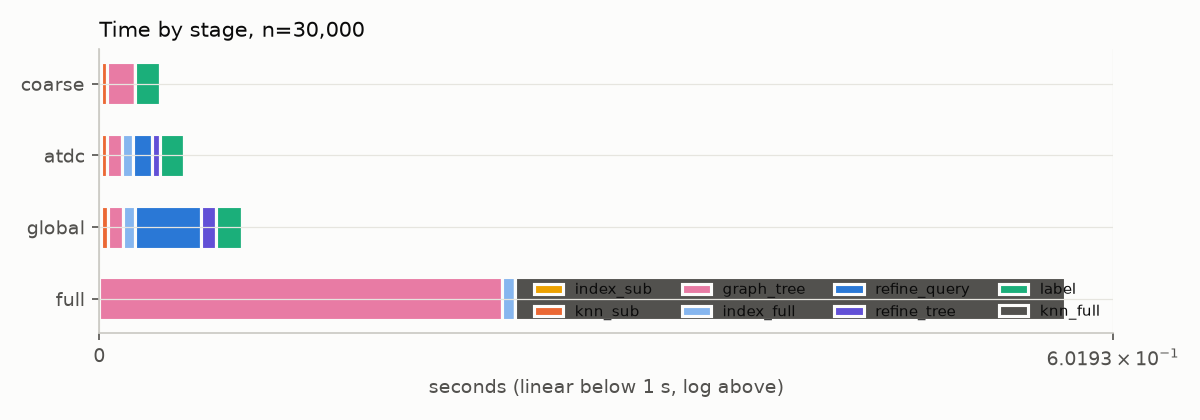 Time by stage, n=30,000
coarse
atdc
global
full
index_sub graph_tree refine_query label
knn_sub index_full refine_tree knn_full
0 6.0193 × 10⁻¹
seconds (linear below 1 s, log above)